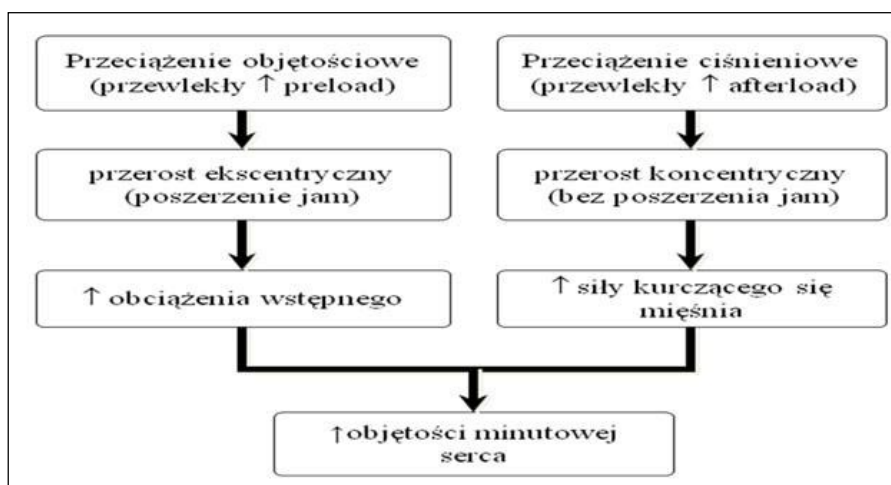 Przeciążenie objętościowe
(przewlekły ↑ preload)
Przeciążenie ciśnieniowe
(przewlekły ↑ afterload)
przerost ekscentryczny
(poszerzenie jam)
przerost koncentryczny
(bez poszerzenia jam)
↑ obciążenia wstępnego
↑ siły kurczącego się
mięśnia
↑objętości minutowej
serca